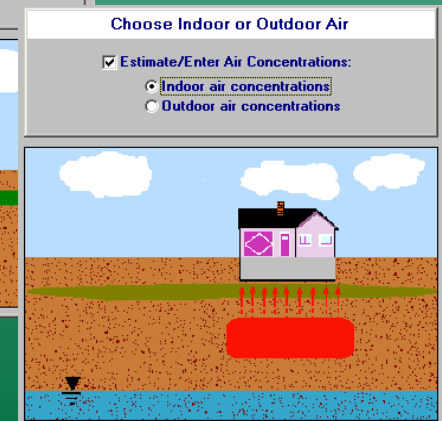 Choose Indoor or Outdoor Air
Estimate/Enter Air Concentrations:
Indoor air concentrations
Outdoor air concentrations